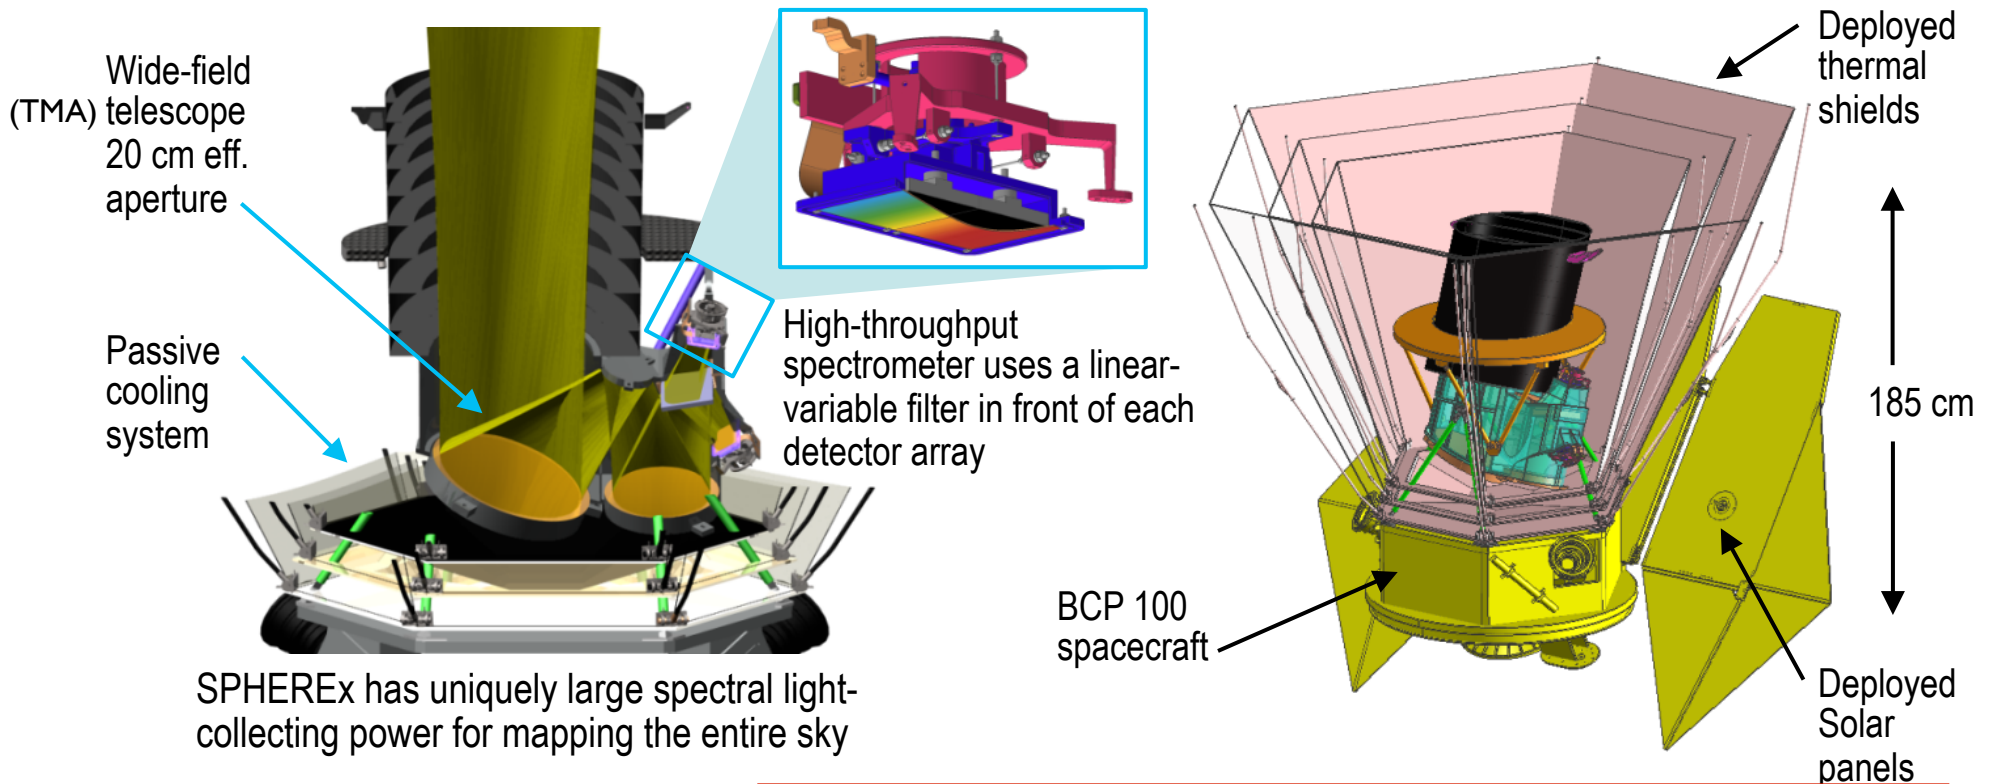 Wide-field
(TMA) telescope
20 cm eff.
aperture
Passive
cooling
system
High-throughput
spectrometer uses a linear-
variable filter in front of each
detector array
SPHEREx has uniquely large spectral light-
collecting power for mapping the entire sky
Deployed
thermal
shields
185 cm
BCP 100
spacecraft
Deployed
Solar
panels